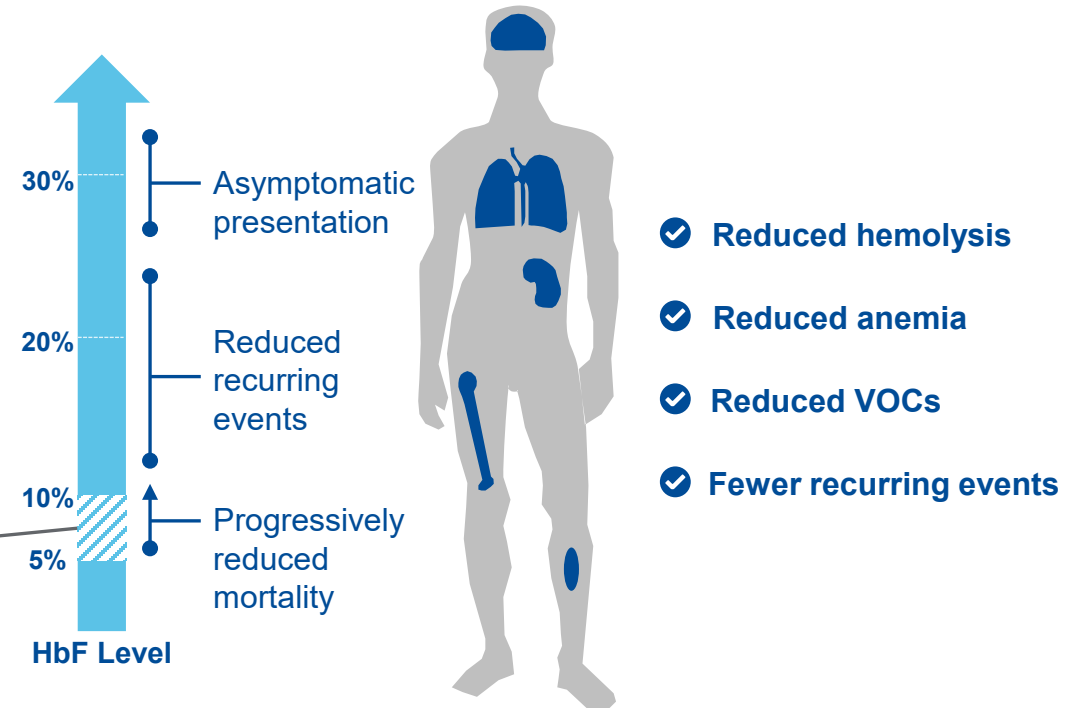 30%
Asymptomatic
presentation
20%
Reduced
recurring
events
10%
Progressively
reduced
mortality
5%
HbF Level
Reduced hemolysis
Reduced anemia
Reduced VOCs
Fewer recurring events